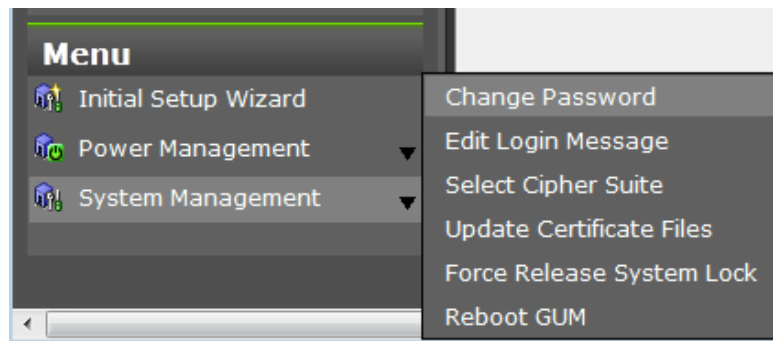 Menu
Initial Setup Wizard
Power Management
System Management
Change Password
Edit Login Message
Select Cipher Suite
Update Certificate Files
Force Release System Lock
Reboot GUM